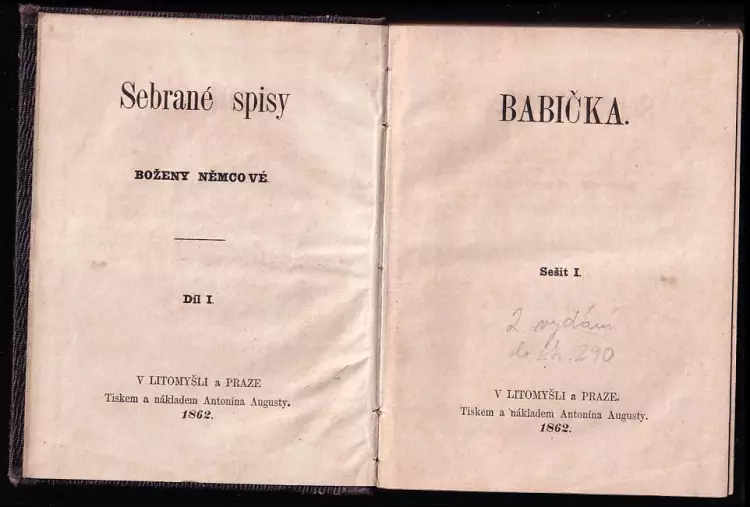 Sebrané spisy
BOŽENY NĚMCOVÉ.
Díl I.
V LITOMYŠLI a PRAZE
Tiskem a nákladem Antonína Augusty.
1862.
BABIČKA.
Sešit I.
2. vydání
V LITOMYŠLI a PRAZE.
Tiskem a nákladem Antonína Augusty.
1862.